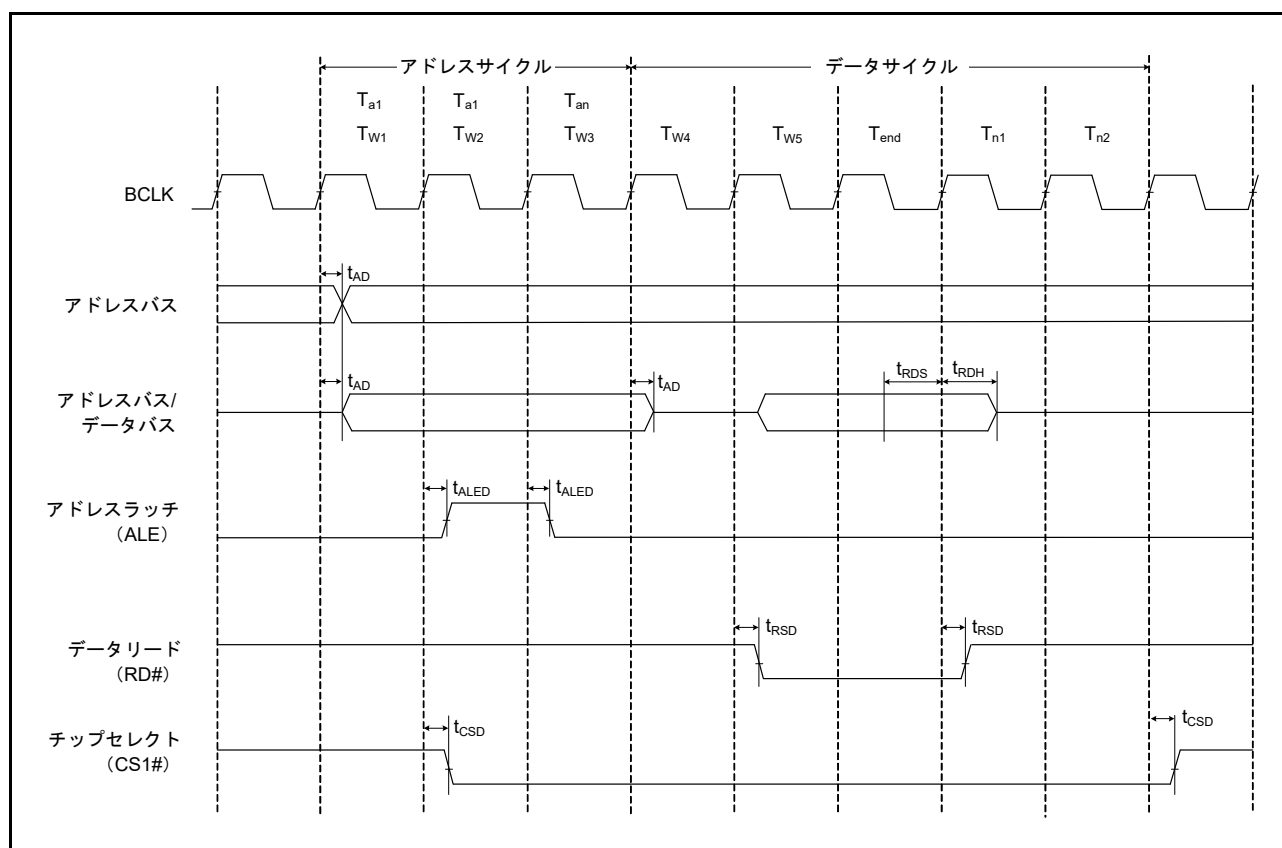 アドレスサイクル データサイクル
Ta1 Ta1 Tan
TW1 TW2 TW3 TW4 TW5 Tend Tn1 Tn2
BCLK
tAD
アドレスバス
tAD tAD tRDS tRDH
アドレスバス/
データバス
tALED tALED
アドレスラッチ
（ALE）
tRSD tRSD
データリード
（RD#）
tCSD tCSD
チップセレクト
（CS1#）